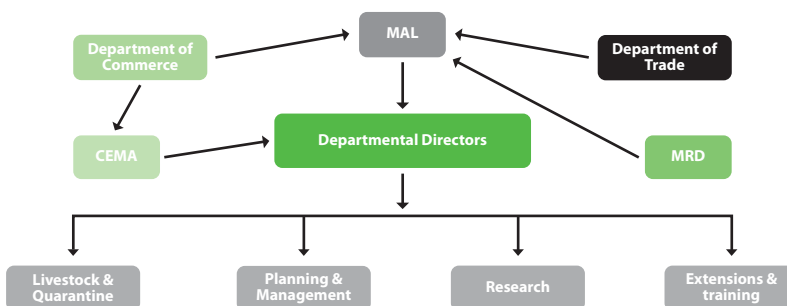 MAL
Department of
Commerce
Department of
Trade
CEMA
Departmental Directors
MRD
Livestock &
Quarantine
Planning &
Management
Research
Extensions &
training